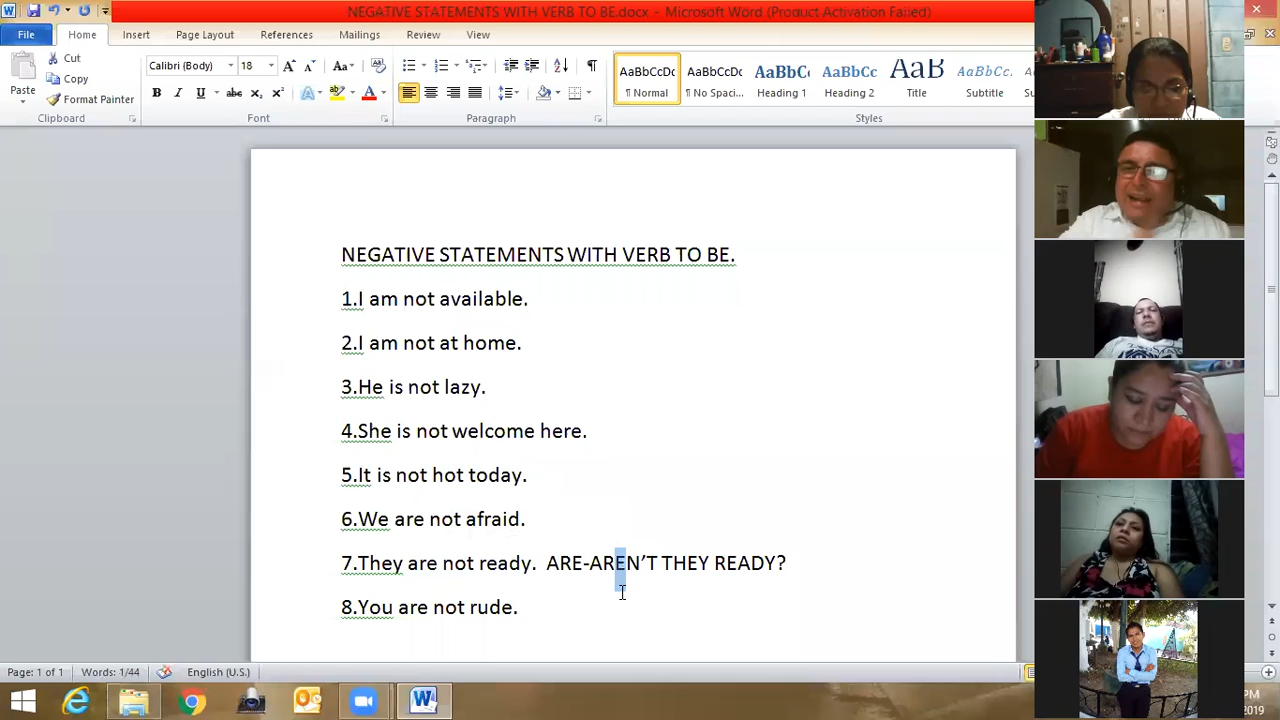 NEGATIVE STATEMENTS WITH VERB TO BE.docx - Microsoft Word (Product Activation Failed)
File Home Insert Page Layout References Mailings Review View
Cut
Copy
Format Painter
Paste
Clipboard
Calibri (Body) 18
Font
Paragraph
AaBbCcDc AaBbCcDc AaBbCc AaBbCc AaB AaBbCcD
¶ Normal ¶ No Spaci... Heading 1 Heading 2 Title Subtitle
Styles
NEGATIVE STATEMENTS WITH VERB TO BE.
1.I am not available.
2.I am not at home.
3.He is not lazy.
4.She is not welcome here.
5.It is not hot today.
6.We are not afraid.
7.They are not ready. ARE-AREN'T THEY READY?
8.You are not rude.
Page: 1 of 1 Words: 1/44 English (U.S.)
PM
2019